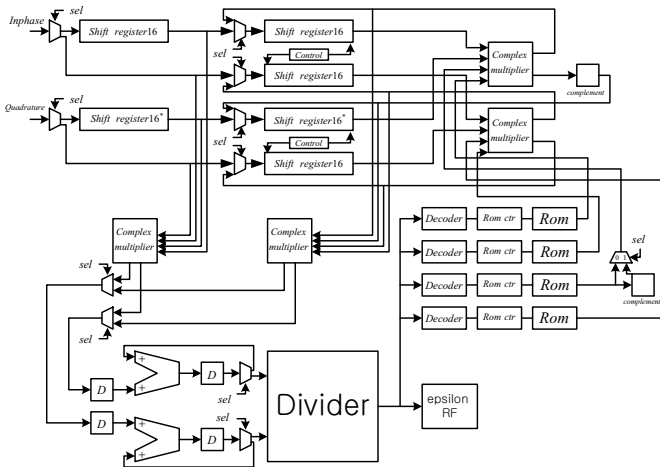 Inphase
sel
Shift register16
Shift register16
sel
Control
sel
Shift register16
Complex
multiplier
complement
Quadrature
sel
Shift register16*
Shift register16*
sel
Control
sel
Shift register16
Complex
multiplier
Complex
multiplier
Complex
multiplier
Decoder
Rom ctr
Rom
Decoder
Rom ctr
Rom
sel
0 1
Decoder
Rom ctr
Rom
complement
Decoder
Rom ctr
Rom
sel
sel
+
+
D
D
sel
Divider
epsilon
RF
D
+
+
D
sel